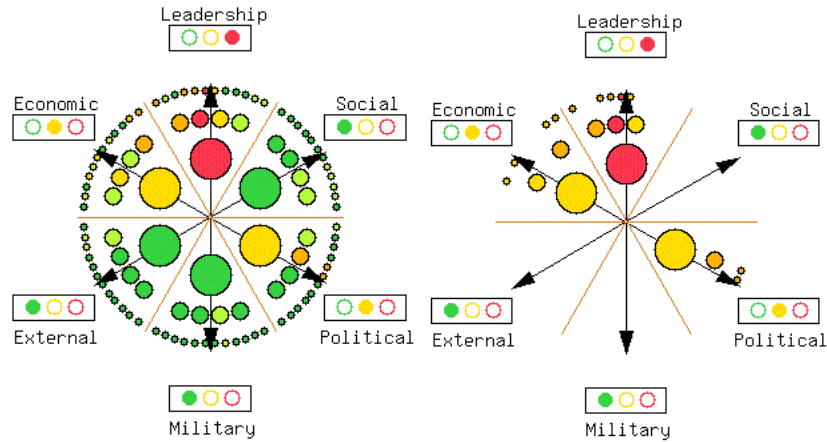 Leadership
Economic
Social
External
Political
Military
Leadership
Economic
Social
External
Political
Military